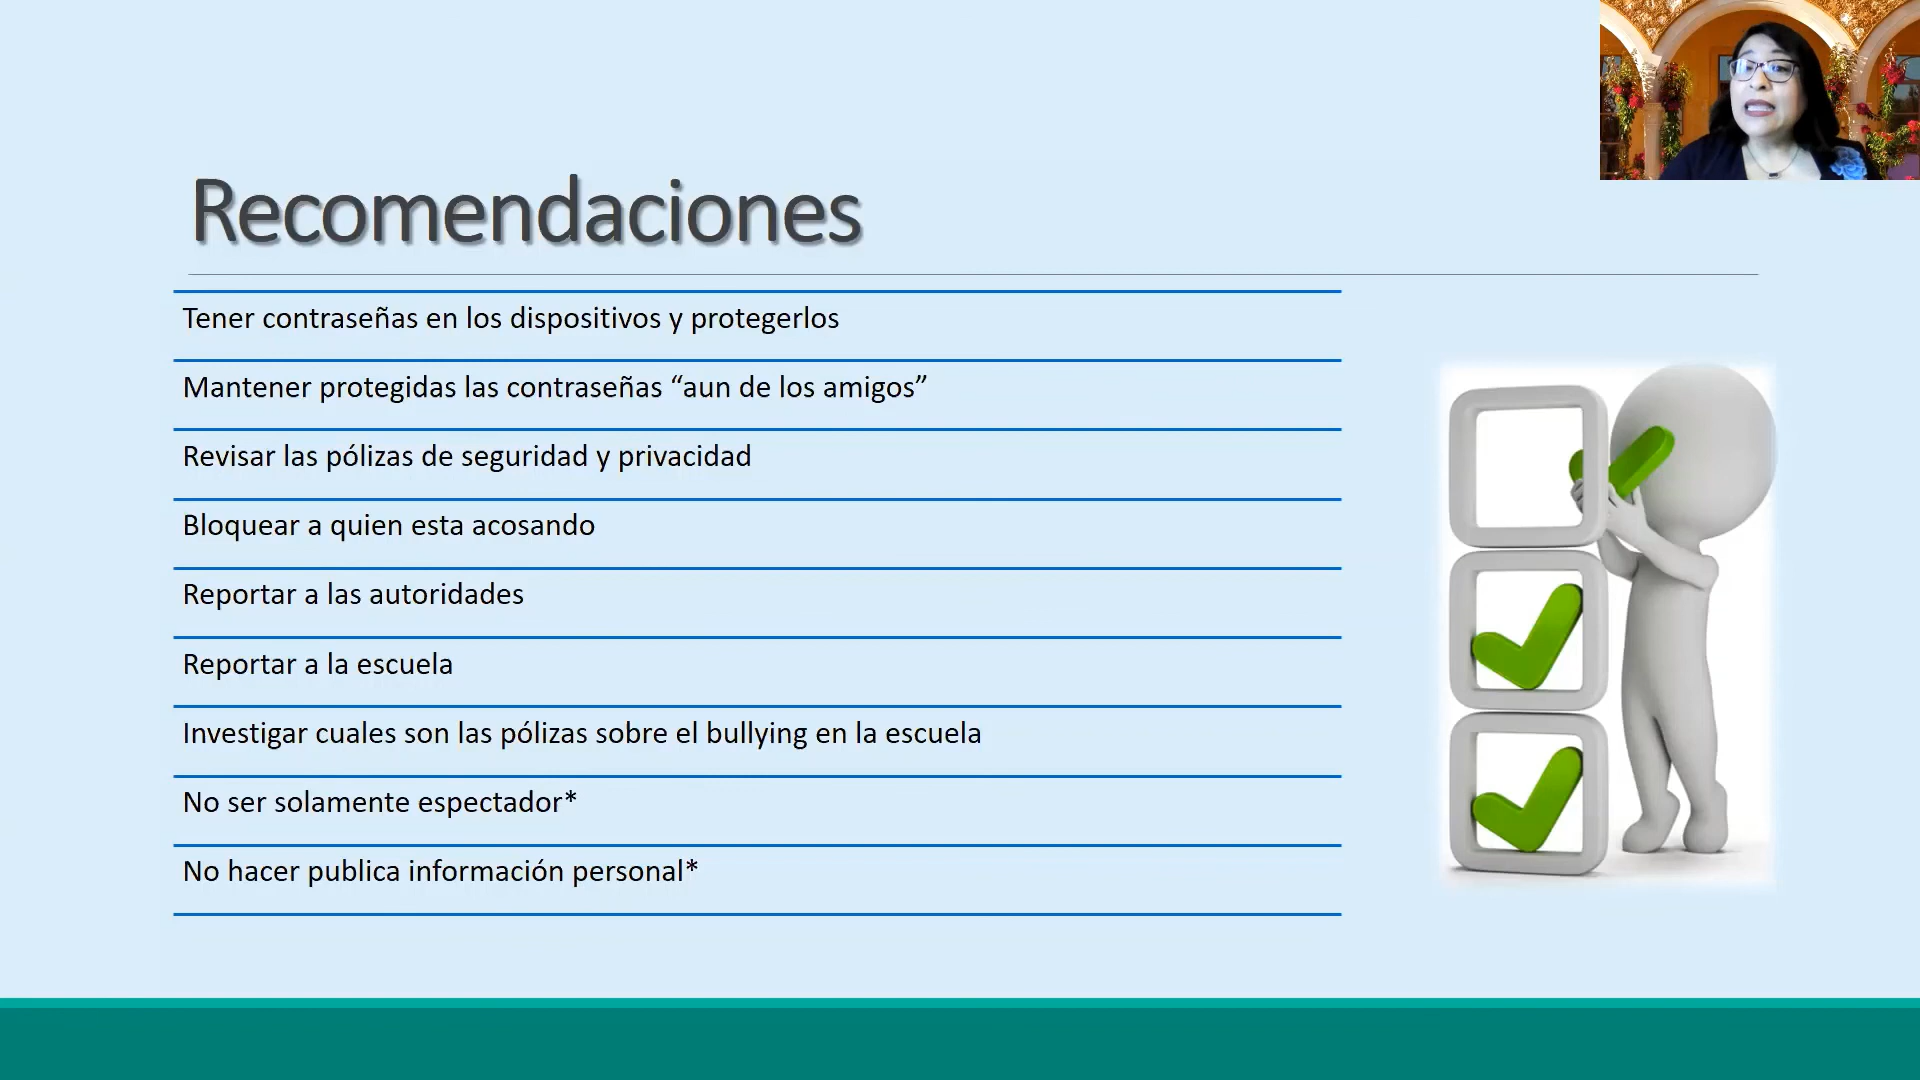 Recomendaciones
Tener contraseñas en los dispositivos y protegerlos
Mantener protegidas las contraseñas “aun de los amigos”
Revisar las pólizas de seguridad y privacidad
Bloquear a quien esta acosando
Reportar a las autoridades
Reportar a la escuela
Investigar cuales son las pólizas sobre el bullying en la escuela
No ser solamente espectador*
No hacer publica información personal*